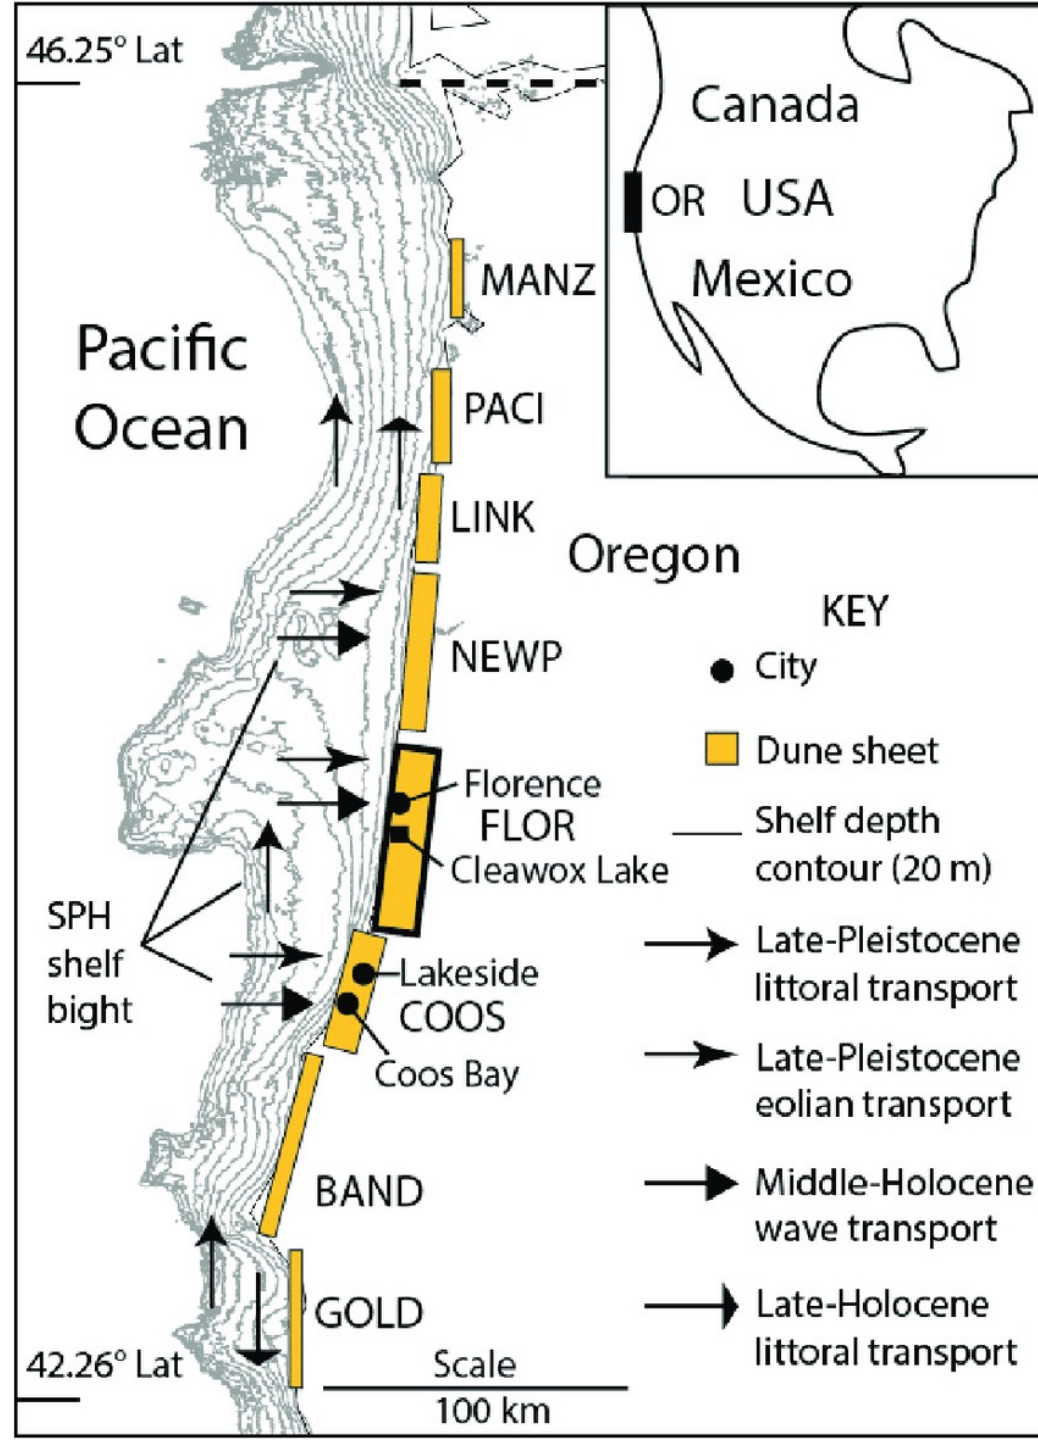 46.25° Lat
Canada
OR USA
Mexico
MANZ
Pacific
Ocean
PACI
LINK
Oregon
KEY
NEWP
City
Dune sheet
Florence
FLOR
Cleawox Lake
Shelf depth
contour (20 m)
SPH
shelf
bight
Late-Pleistocene
littoral transport
Lakeside
COOS
Coos Bay
Late-Pleistocene
eolian transport
BAND
Middle-Holocene
wave transport
GOLD
Late-Holocene
littoral transport
42.26° Lat
Scale
100 km